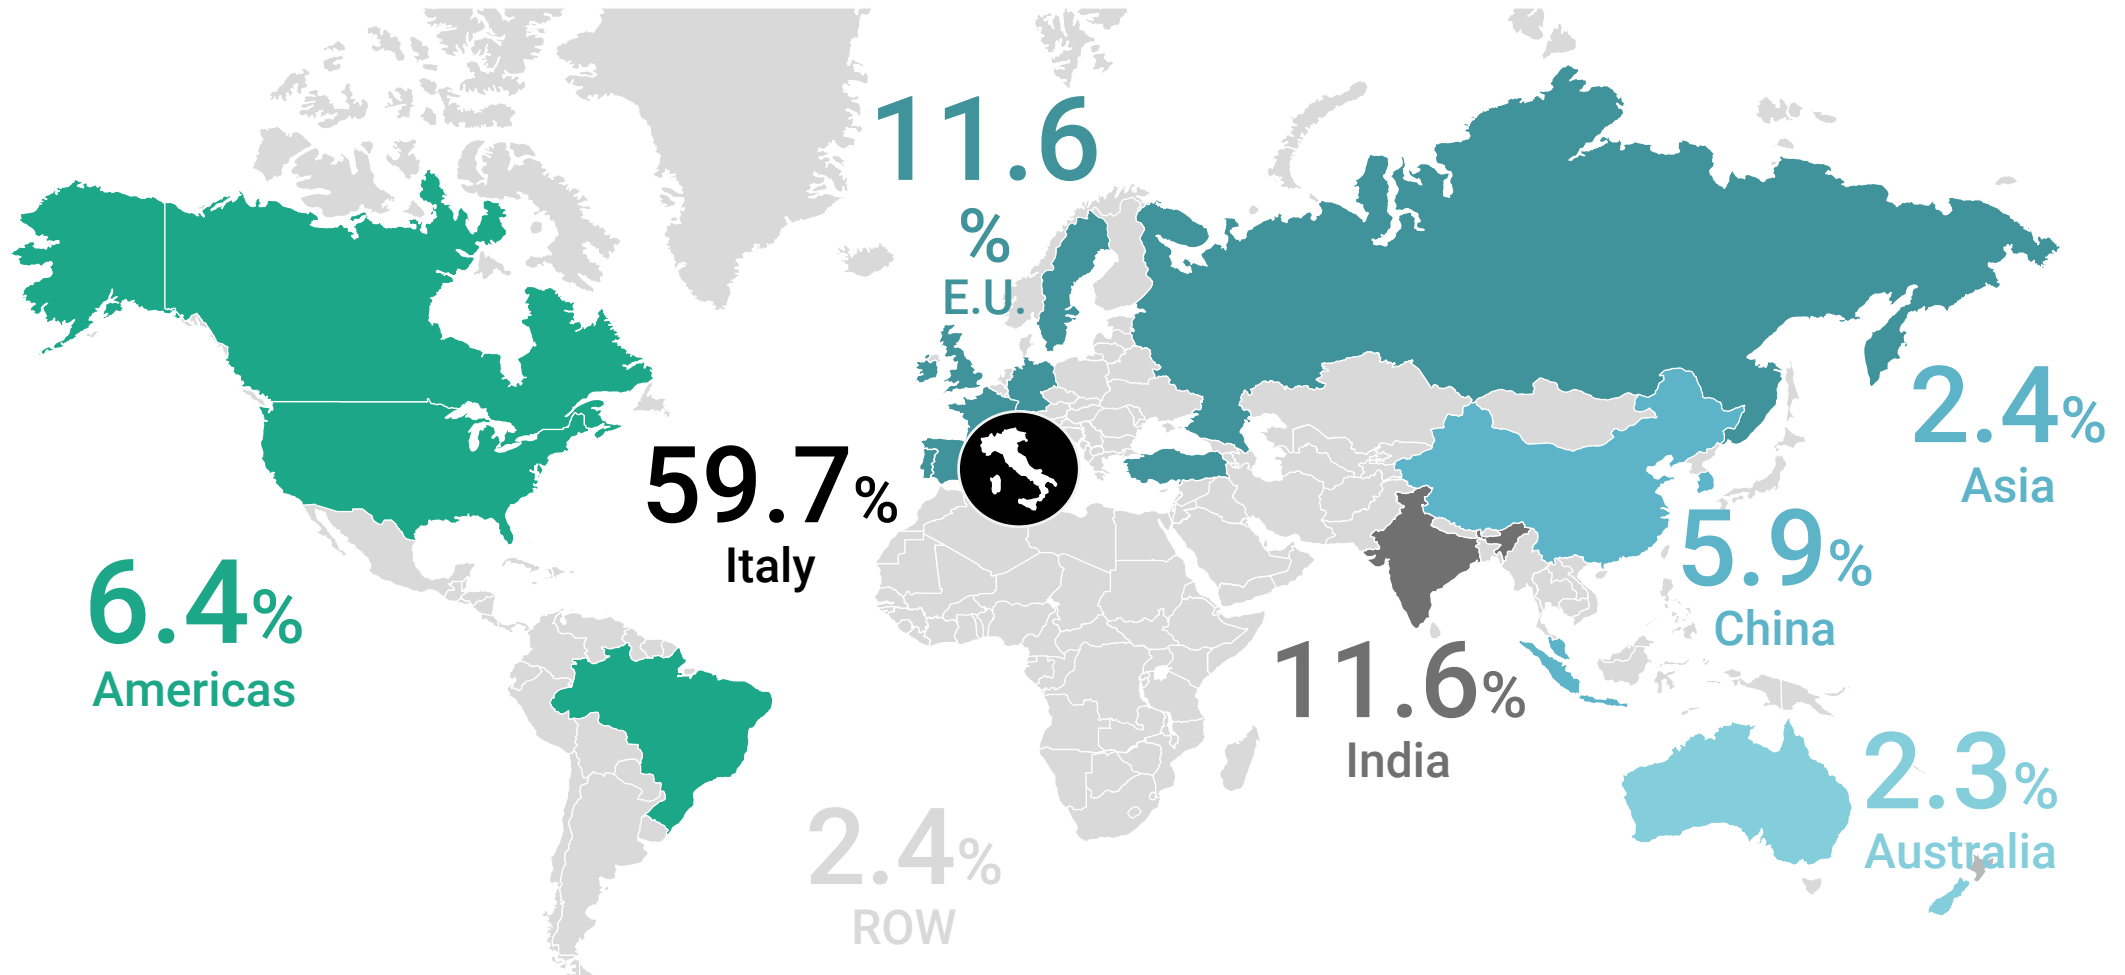 11.6
%
E.U.
2.4%
Asia
59.7%
Italy
5.9%
China
6.4%
Americas
11.6%
India
2.3%
Australia
2.4%
ROW